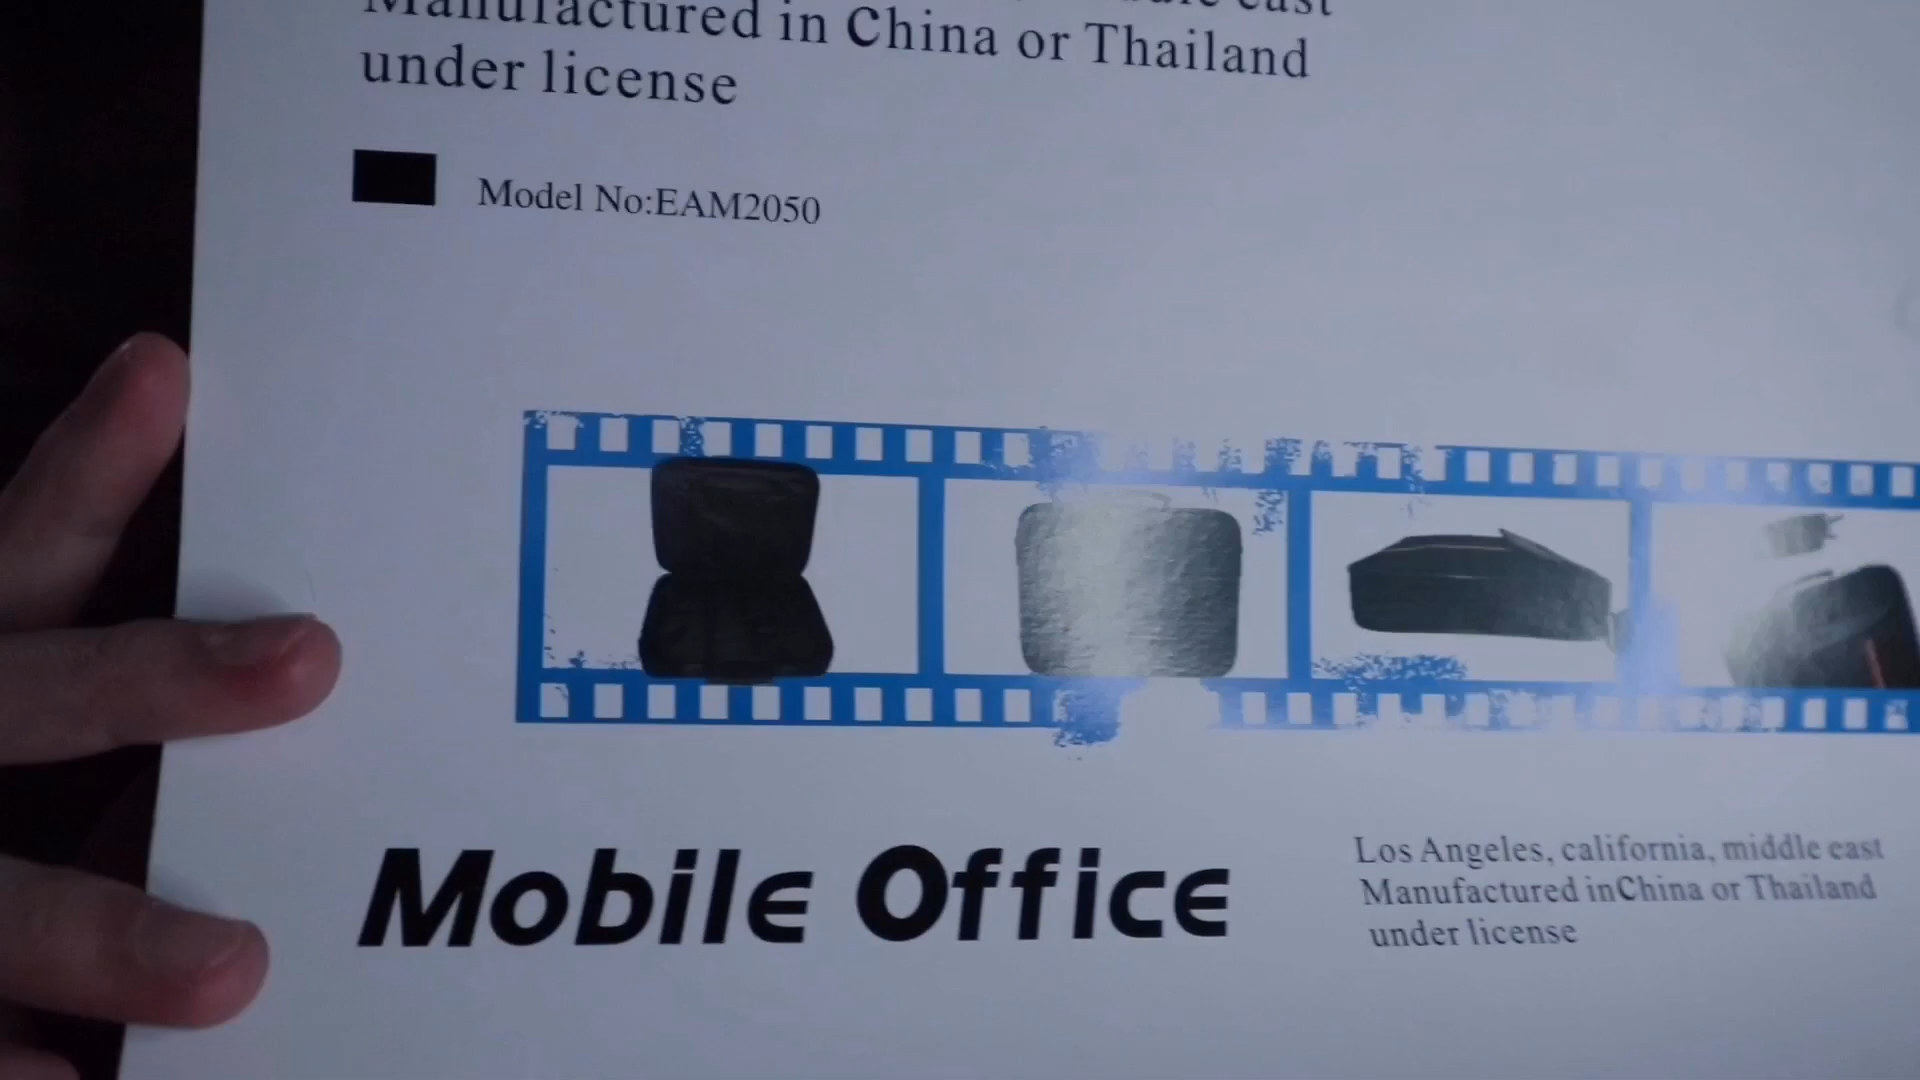 Manufactured in China or Thailand
under license
Model No:EAM2050
Mobile Office
Los Angeles, california, middle east
Manufactured inChina or Thailand
under license